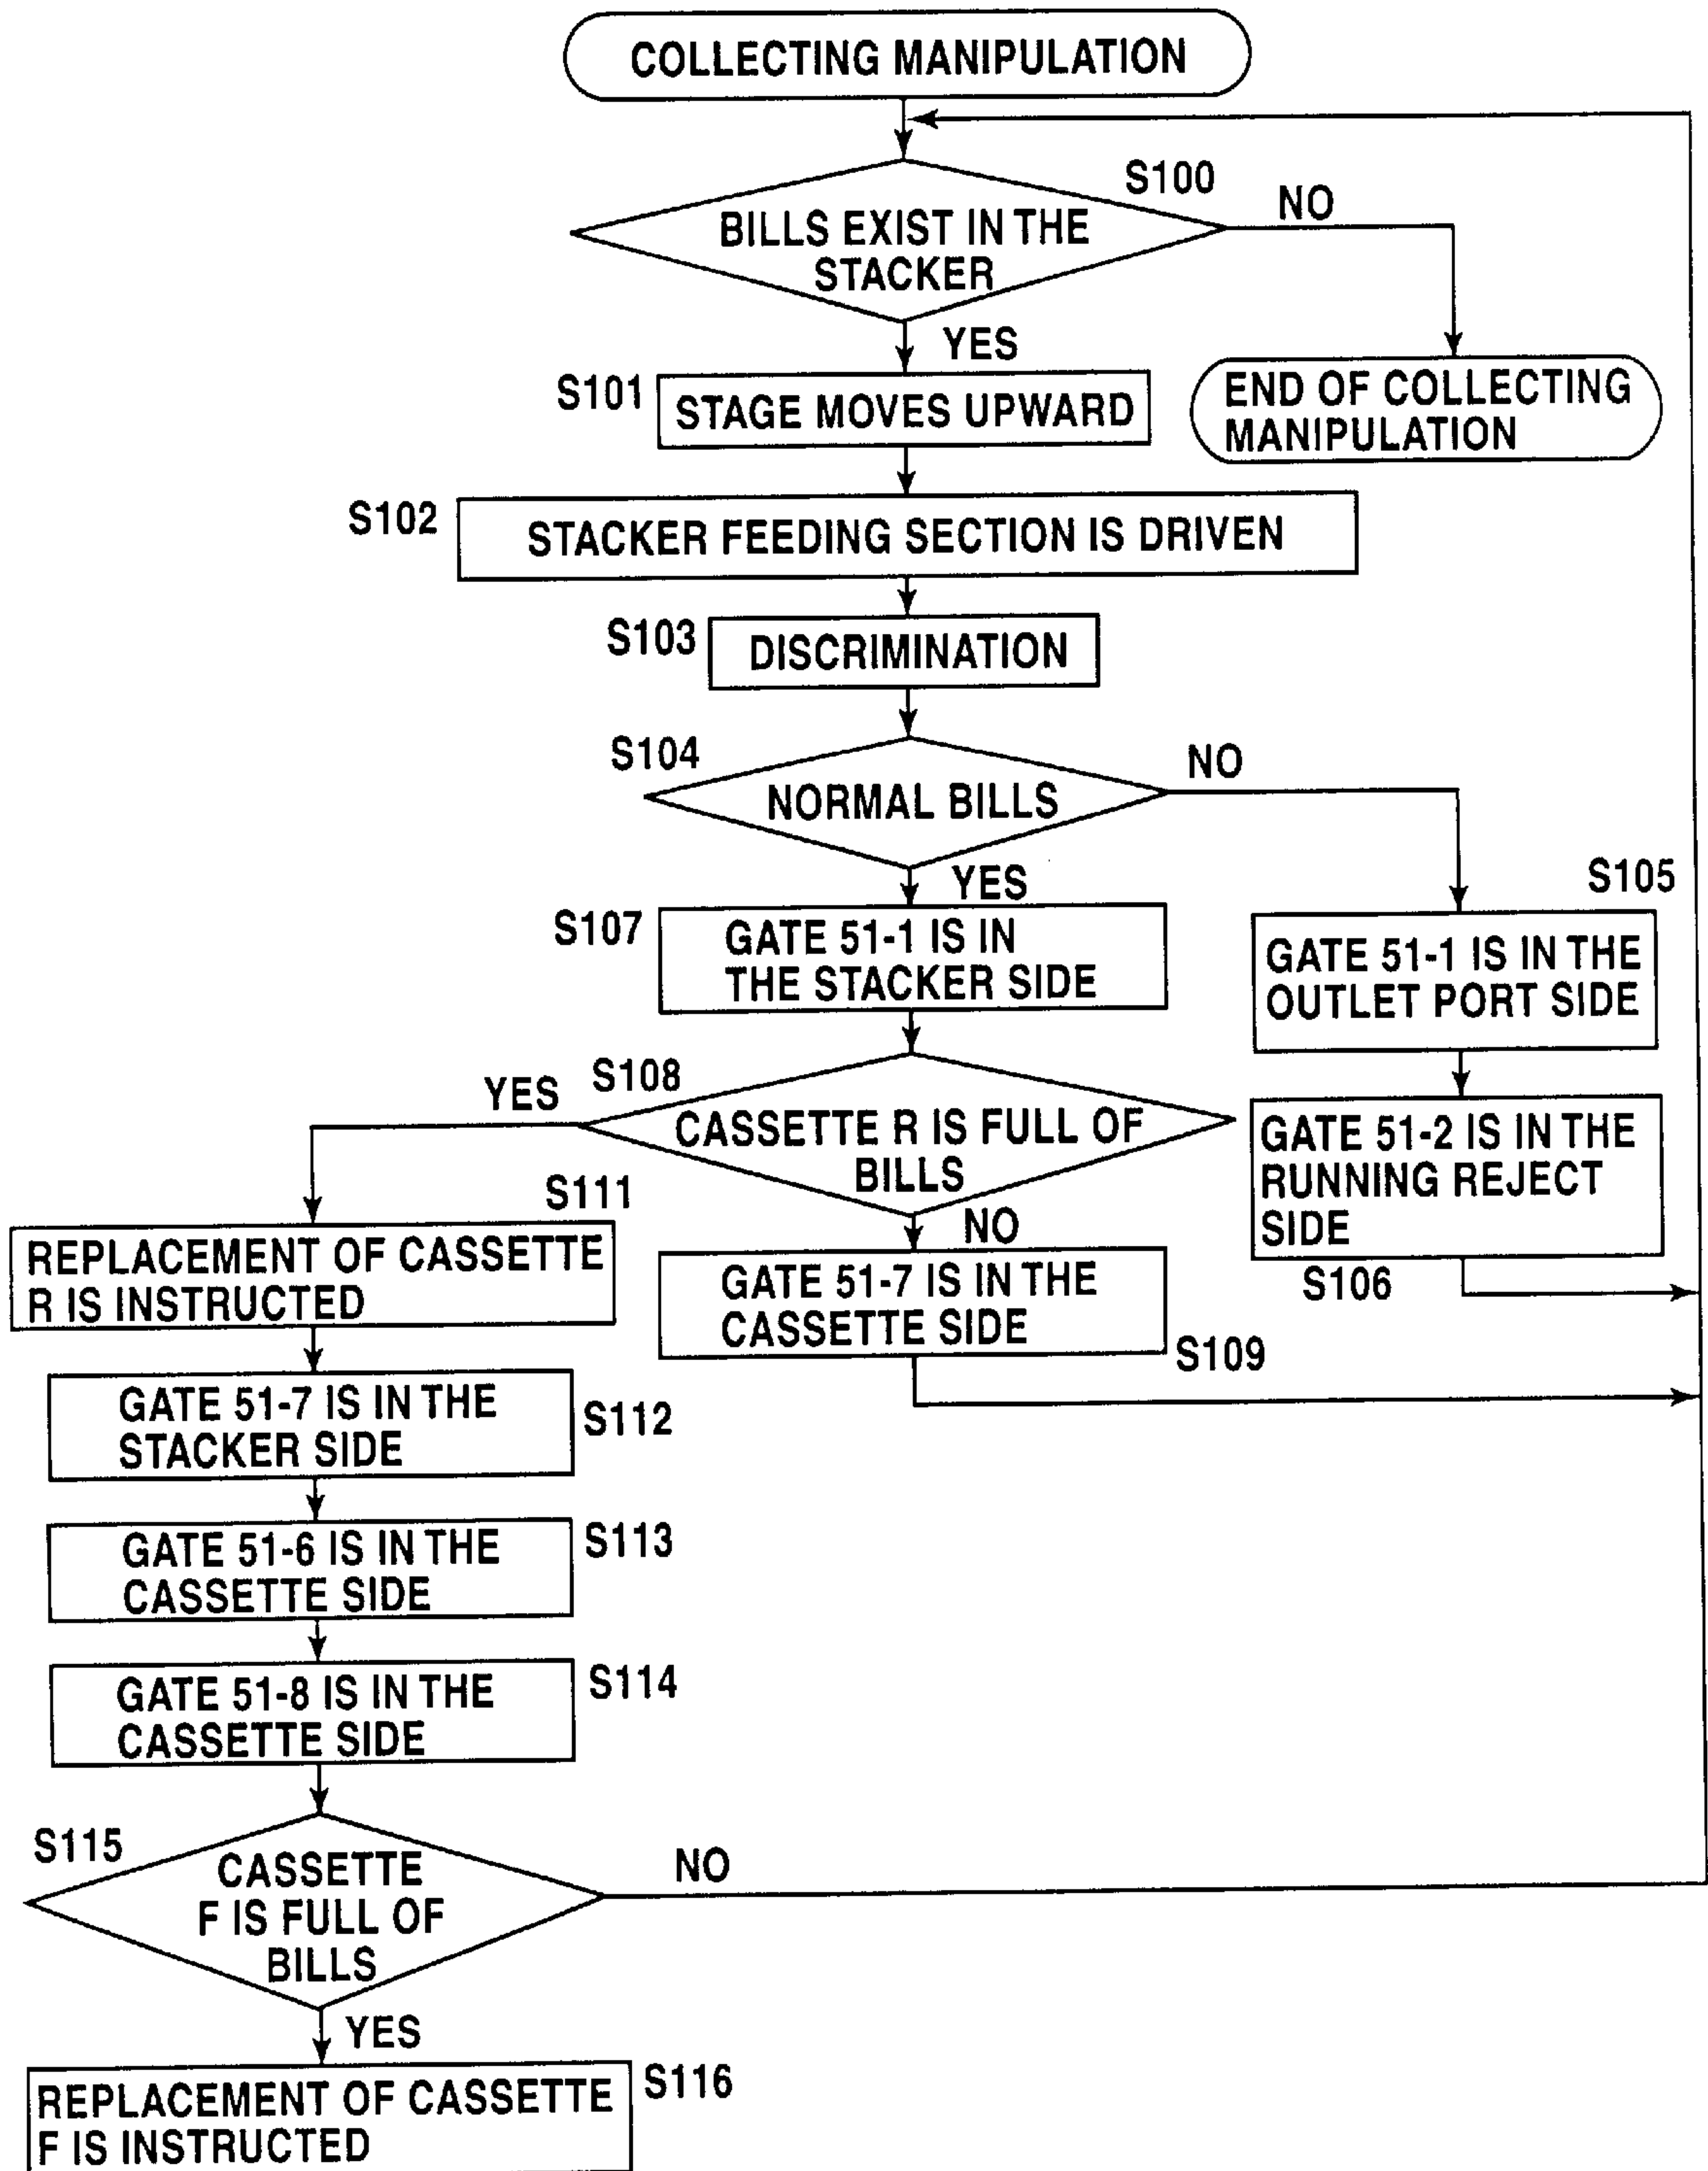 COLLECTING MANIPULATION
S100
NO
BILLS EXIST IN THE
STACKER
YES
S101
STAGE MOVES UPWARD
END OF COLLECTING
MANIPULATION
S102
STACKER FEEDING SECTION IS DRIVEN
S103
DISCRIMINATION
S104
NO
NORMAL BILLS
YES
S105
S107
GATE 51-1 IS IN
THE STACKER SIDE
GATE 51-1 IS IN THE
OUTLET PORT SIDE
S108
YES
CASSETTE R IS FULL OF
BILLS
GATE 51-2 IS IN THE
RUNNING REJECT
SIDE
S106
S111
NO
REPLACEMENT OF CASSETTE
R IS INSTRUCTED
GATE 51-7 IS IN THE
CASSETTE SIDE
S109
GATE 51-7 IS IN THE
STACKER SIDE
S112
GATE 51-6 IS IN THE
CASSETTE SIDE
S113
GATE 51-8 IS IN THE
CASSETTE SIDE
S114
S115
CASSETTE
F IS FULL OF
BILLS
NO
YES
REPLACEMENT OF CASSETTE
F IS INSTRUCTED
S116